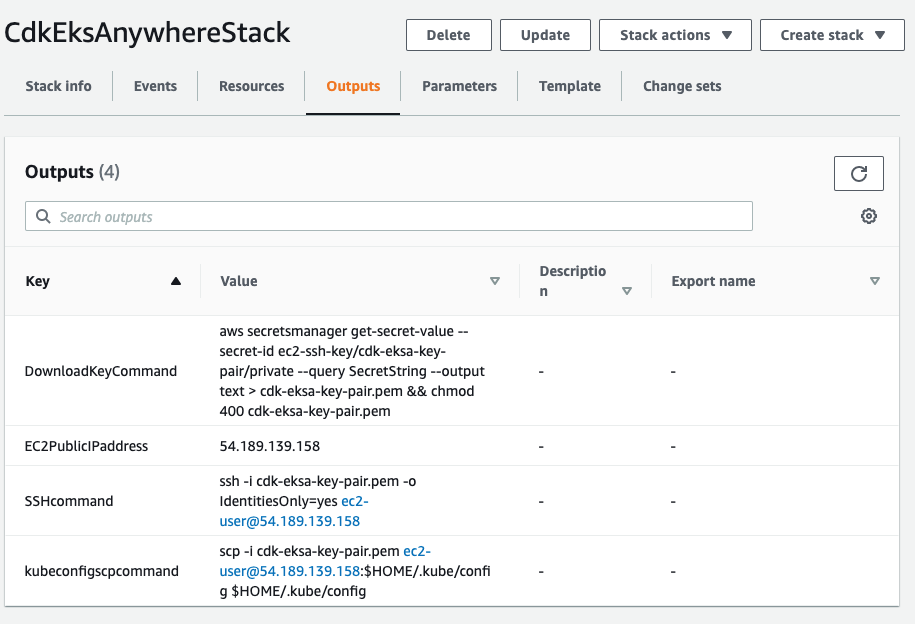 CdkEksAnywhereStack
Delete
Update
Stack actions
Create stack
Stack info
Events
Resources
Outputs
Parameters
Template
Change sets
Outputs (4)
Search outputs
Key
Value
Descriptio
n
Export name
DownloadKeyCommand
aws secretsmanager get-secret-value --
secret-id ec2-ssh-key/cdk-eksa-key-
pair/private --query SecretString --output
text > cdk-eksa-key-pair.pem && chmod
400 cdk-eksa-key-pair.pem
-
-
EC2PublicIPaddress
54.189.139.158
-
-
SSHcommand
ssh -i cdk-eksa-key-pair.pem -o
IdentitiesOnly=yes ec2-
user@54.189.139.158
-
-
kubeconfigscpcommand
scp -i cdk-eksa-key-pair.pem ec2-
user@54.189.139.158:$HOME/.kube/confi
g $HOME/.kube/config
-
-